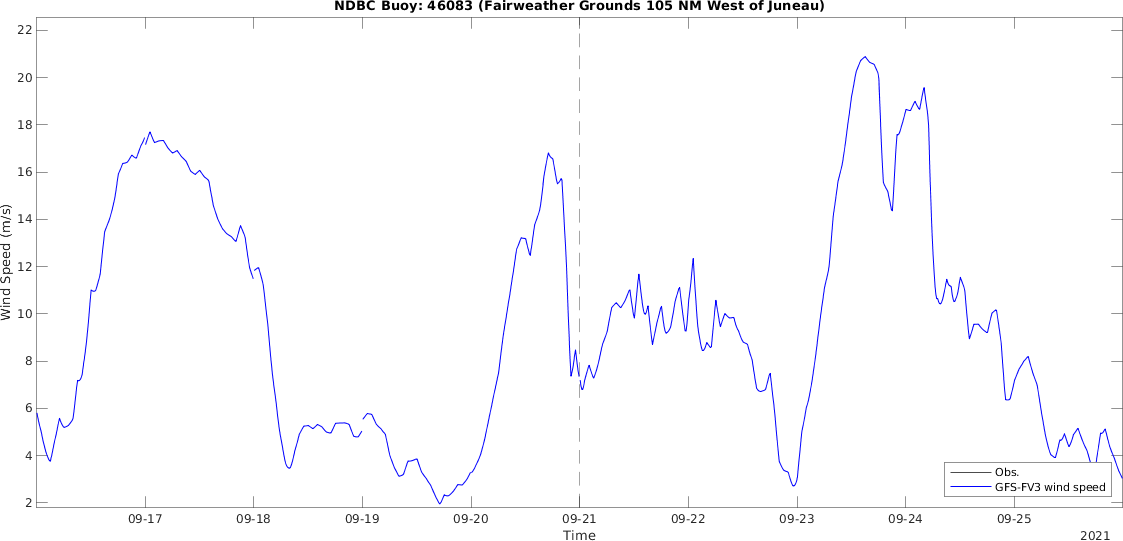 NDBC Buoy: 46083 (Fairweather Grounds 105 NM West of Juneau)
22
20
18
16
14
12
10
8
6
4
2
Wind Speed (m/s)
Obs.
GFS-FV3 wind speed
09-17 09-18 09-19 09-20 09-21 09-22 09-23 09-24 09-25
Time
2021